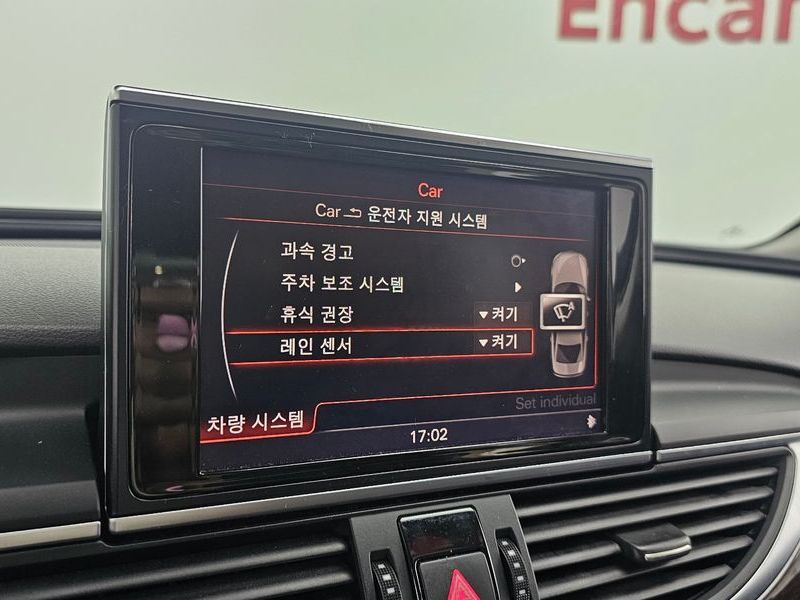 Encar
Car
Car 운전자 지원 시스템
과속 경고
주차 보조 시스템
휴식 권장 켜기
레인 센서 켜기
Set individual
차량 시스템
17:02